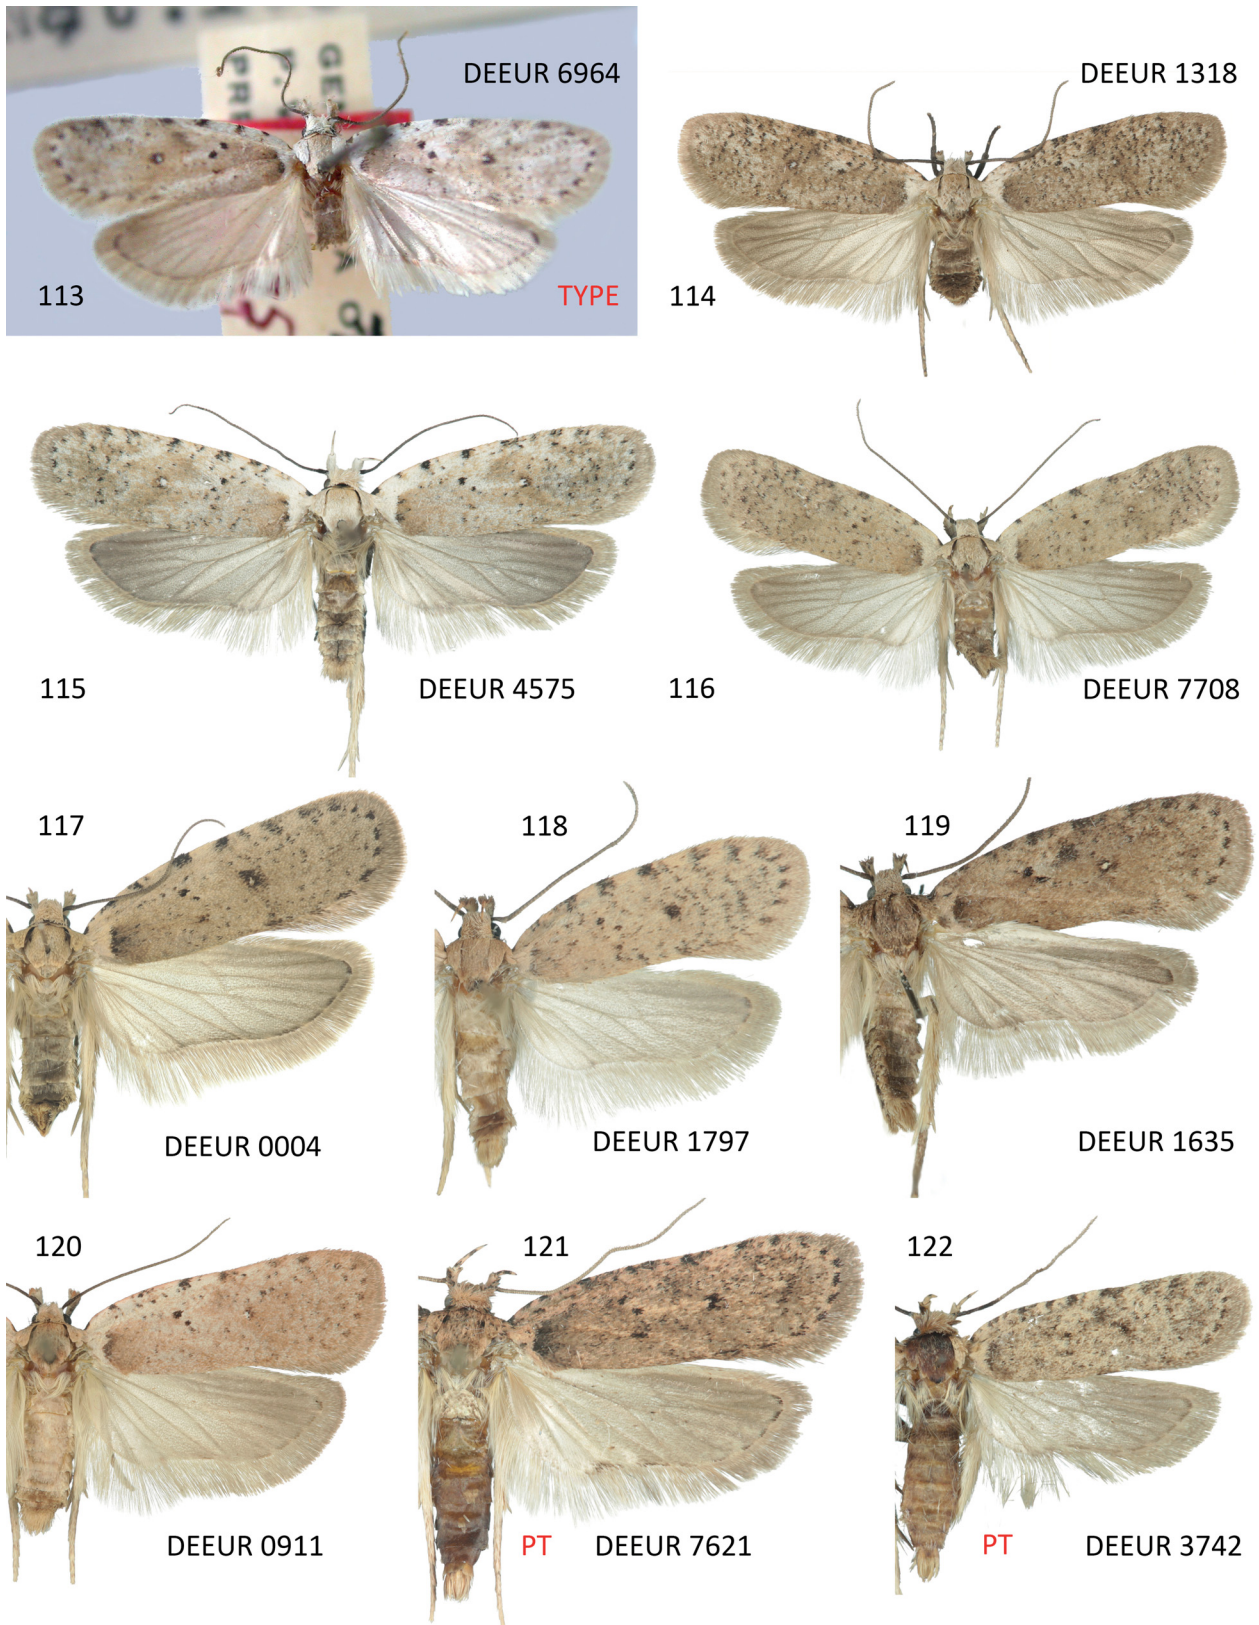 DEEUR 6964
113
TYPE
DEEUR 1318
114
115
DEEUR 4575
116
DEEUR 7708
117
DEEUR 0004
118
DEEUR 1797
119
DEEUR 1635
120
DEEUR 0911
121
PT DEEUR 7621
122
PT DEEUR 3742